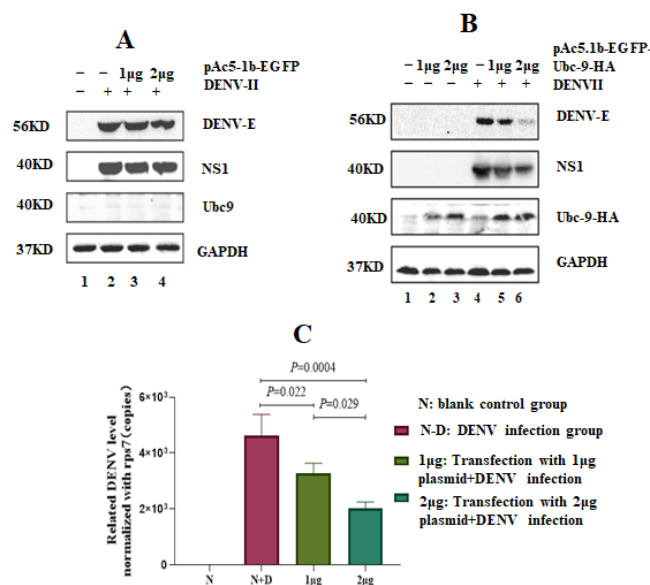 A
− − 1μg 2μg pAc5-1b-EGFP
− + + + DENV-II
56KD DENV-E
40KD NS1
40KD Ubc9
37KD GAPDH
1 2 3 4
B
pAc5.1b-EGFP-
− 1μg 2μg − 1μg 2μg Ubc-9-HA
− − − + + + DENVII
56KD DENV-E
40KD NS1
40KD Ubc-9-HA
37KD GAPDH
1 2 3 4 5 6
C
P=0.0004
P=0.022
P=0.029
Related DENV level
normalized with rps7(copies)
6×10³
4×10³
2×10³
0
N N+D 1μg 2μg
N: blank control group
N-D: DENV infection group
1μg: Transfection with 1μg
plasmid+DENV infection
2μg: Transfection with 2μg
plasmid+DENV infection